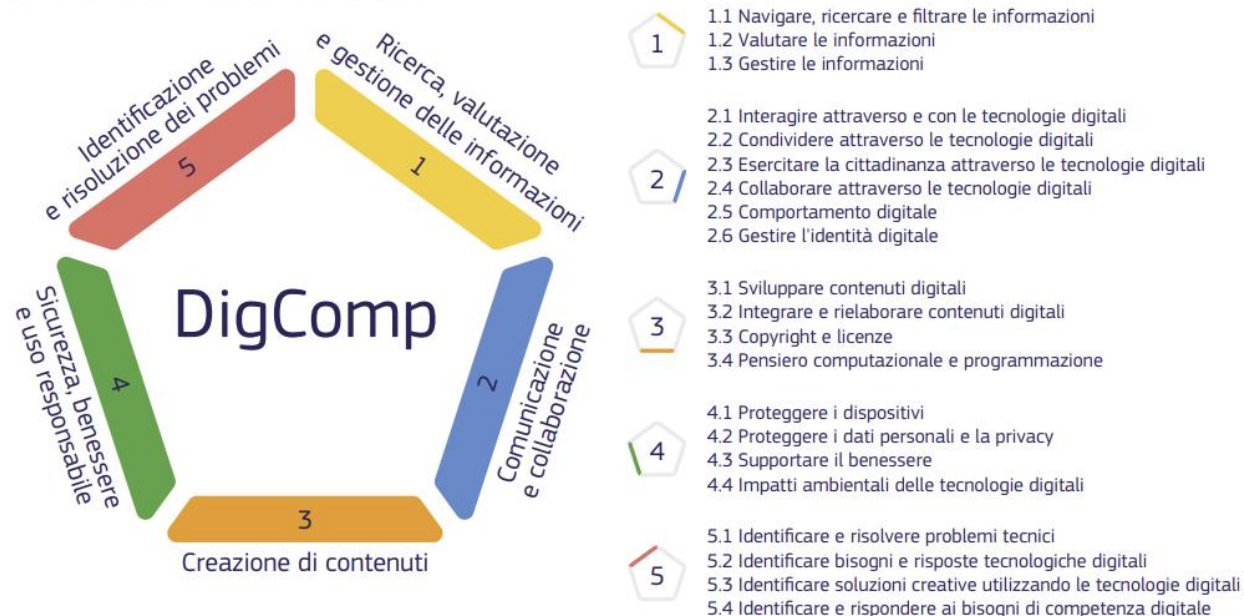 Identificazione
e risoluzione dei problemi
5
Ricerca, valutazione
e gestione delle informazioni
1
DigComp
Sicurezza, benessere
e uso responsabile
4
Comunicazione
e collaborazione
2
3
Creazione di contenuti
1
1.1 Navigare, ricercare e filtrare le informazioni
1.2 Valutare le informazioni
1.3 Gestire le informazioni
2
2.1 Interagire attraverso e con le tecnologie digitali
2.2 Condividere attraverso le tecnologie digitali
2.3 Esercitare la cittadinanza attraverso le tecnologie digitali
2.4 Collaborare attraverso le tecnologie digitali
2.5 Comportamento digitale
2.6 Gestire l'identità digitale
3
3.1 Sviluppare contenuti digitali
3.2 Integrare e rielaborare contenuti digitali
3.3 Copyright e licenze
3.4 Pensiero computazionale e programmazione
4
4.1 Proteggere i dispositivi
4.2 Proteggere i dati personali e la privacy
4.3 Supportare il benessere
4.4 Impatti ambientali delle tecnologie digitali
5
5.1 Identificare e risolvere problemi tecnici
5.2 Identificare bisogni e risposte tecnologiche digitali
5.3 Identificare soluzioni creative utilizzando le tecnologie digitali
5.4 Identificare e rispondere ai bisogni di competenza digitale